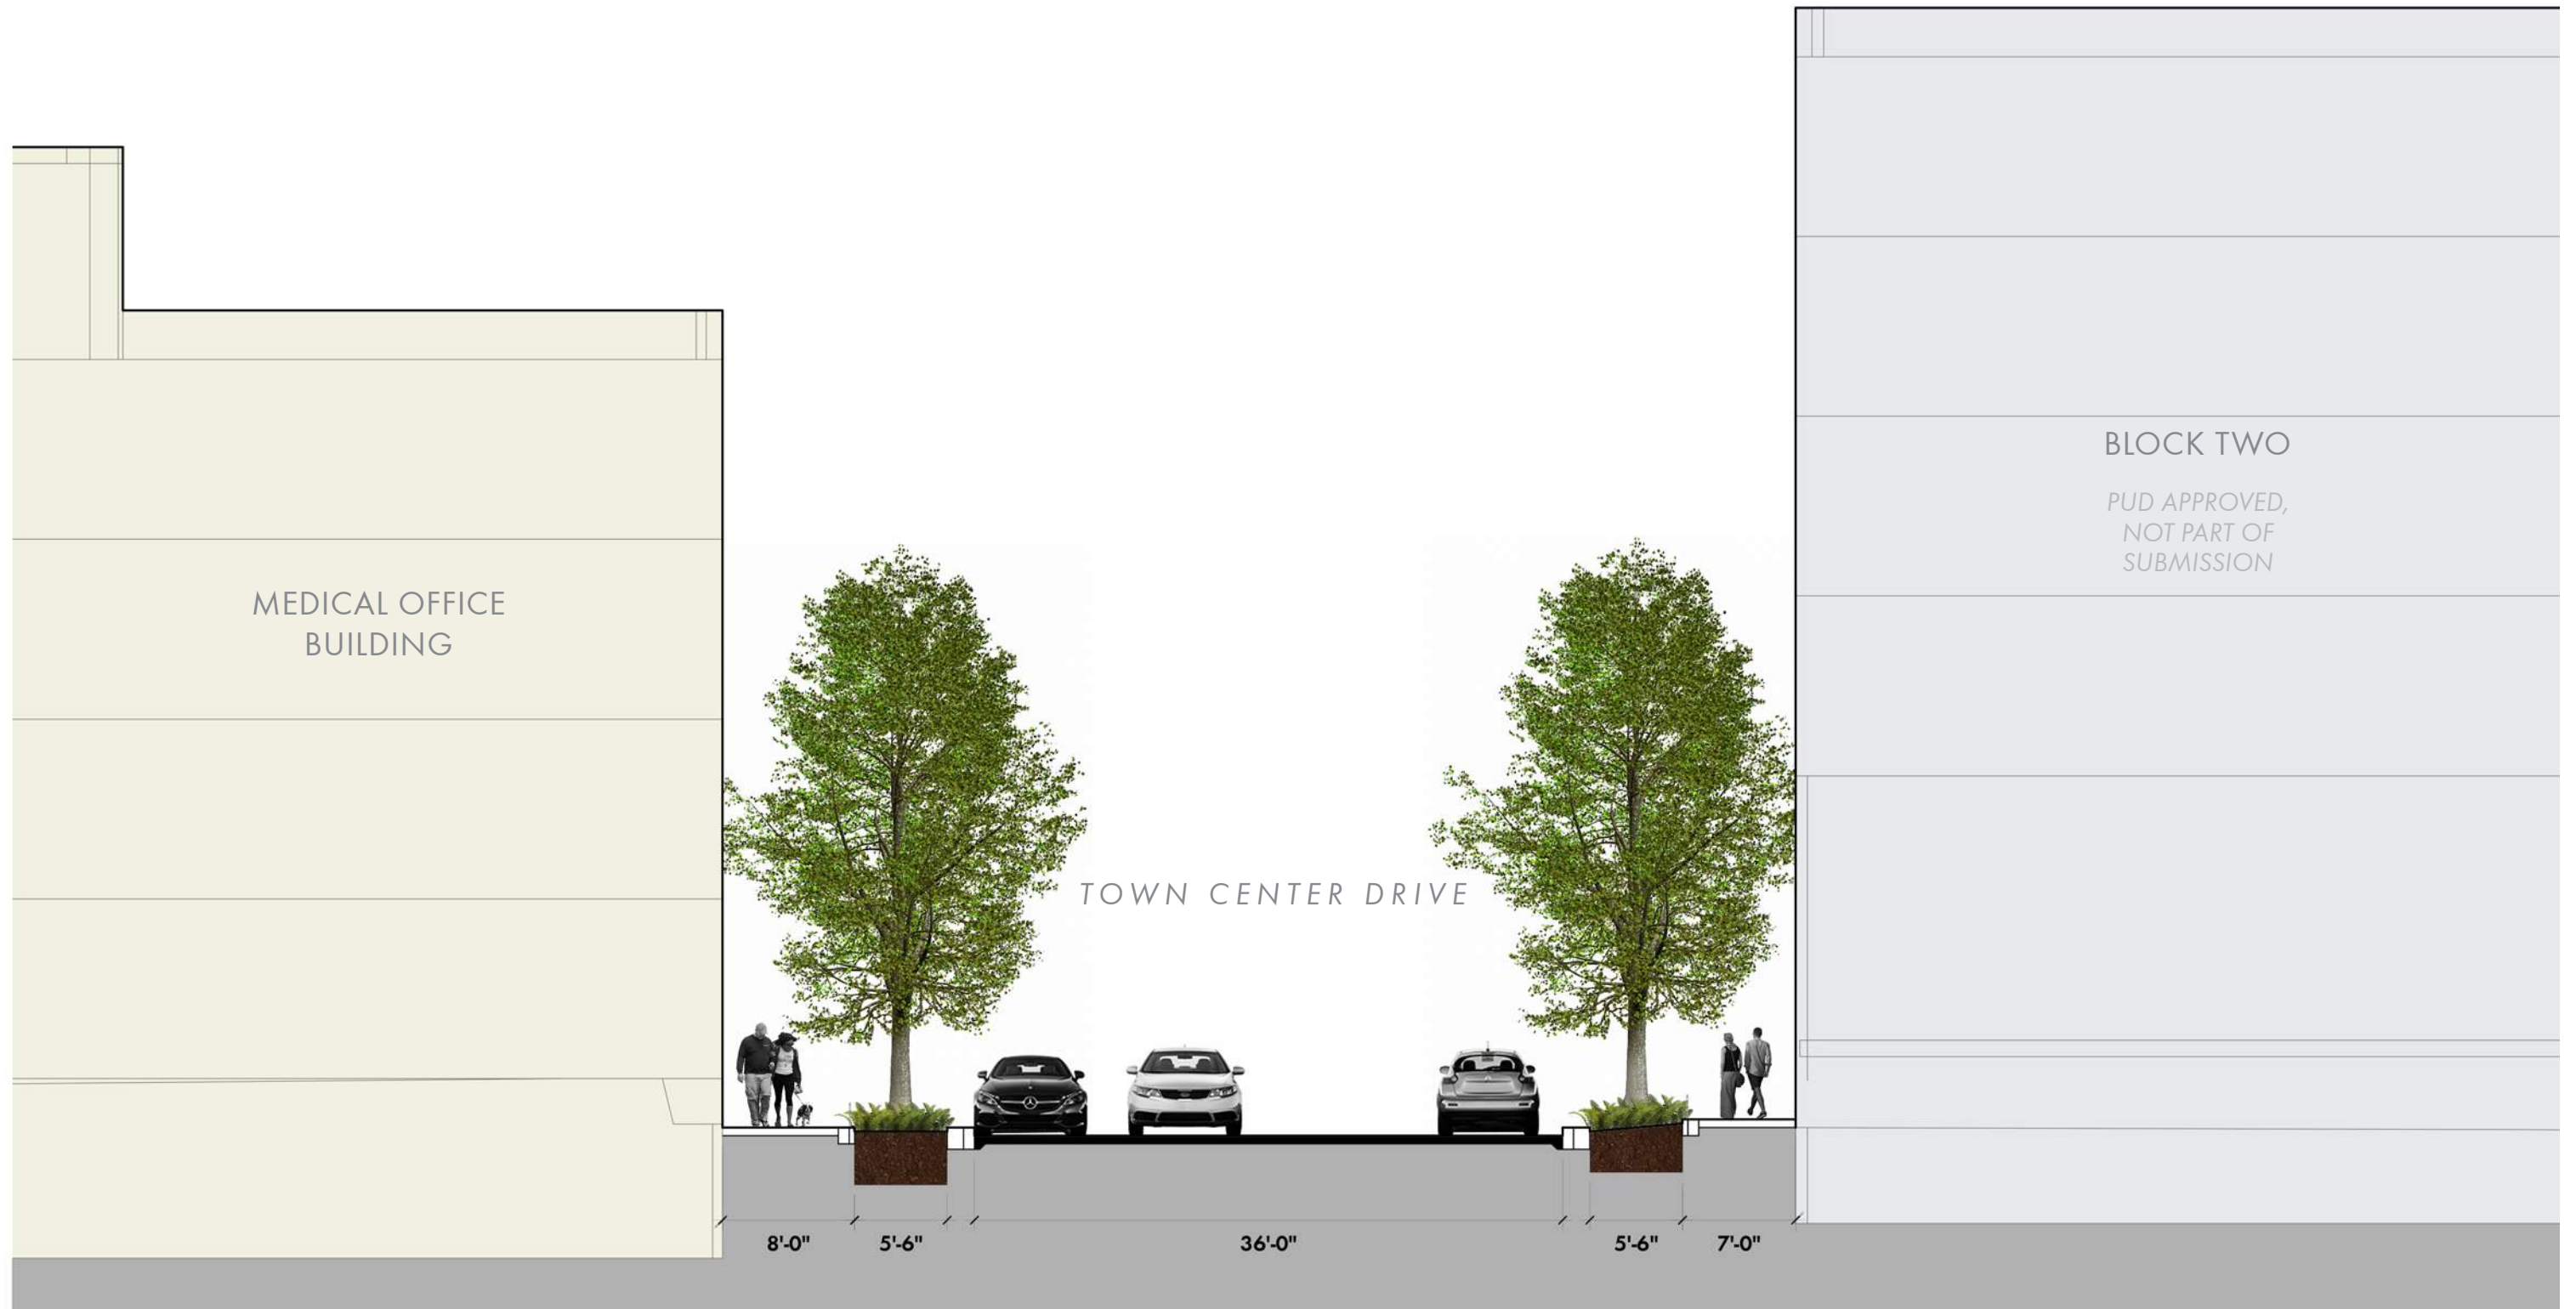 BLOCK TWO
PUD APPROVED,
NOT PART OF
SUBMISSION
MEDICAL OFFICE
BUILDING
TOWN CENTER DRIVE
8'-0" 5'-6" 36'-0" 5'-6" 7'-0"